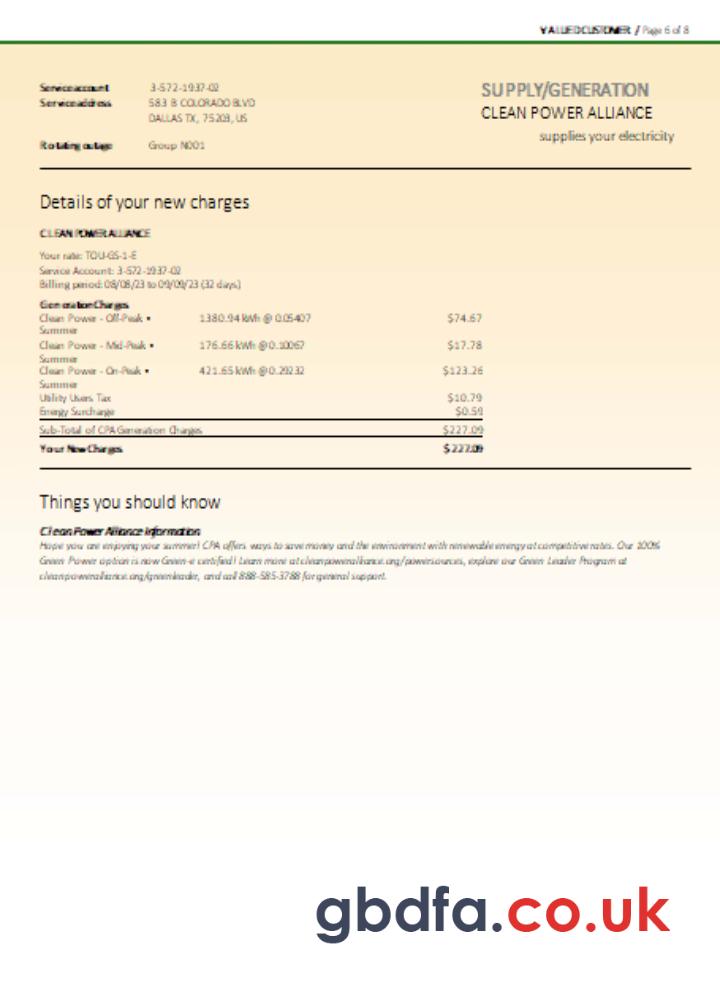 VALUED CUSTOMER / Page 6 of 8
Service account 3-572-1937-02
Service address 583 B COLORADO BLVD
DALLAS TX, 75203, US
Rotating outage Group N001
SUPPLY/GENERATION
CLEAN POWER ALLIANCE
supplies your electricity
Details of your new charges
CLEAN POWER ALLIANCE
Your rate: TOU-GS-1-E
Service Account: 3-572-1937-02
Billing period: 08/08/23 to 09/09/23 (32 days)
Generation Charges
Clean Power - Off-Peak • 1380.94 kWh @ 0.05407 $74.67
Summer
Clean Power - Mid-Peak • 176.66 kWh @ 0.10067 $17.78
Summer
Clean Power - On-Peak • 421.65 kWh @ 0.29232 $123.26
Summer
Utility Users Tax $10.79
Energy Surcharge $0.59
Sub-Total of CPA Generation Charges $227.09
Your New Charges $227.09
Things you should know
Clean Power Alliance Information
Hope you are enjoying your summer! CPA offers ways to save money and the environment with renewable energy at competitive rates. Our 100%
Green Power option is now Green-e certified! Learn more at cleanpoweralliance.org/powersources, explore our Green Leader Program at
cleanpoweralliance.org/greenleader, and call 888-585-3788 for general support.
gbdfa.co.uk